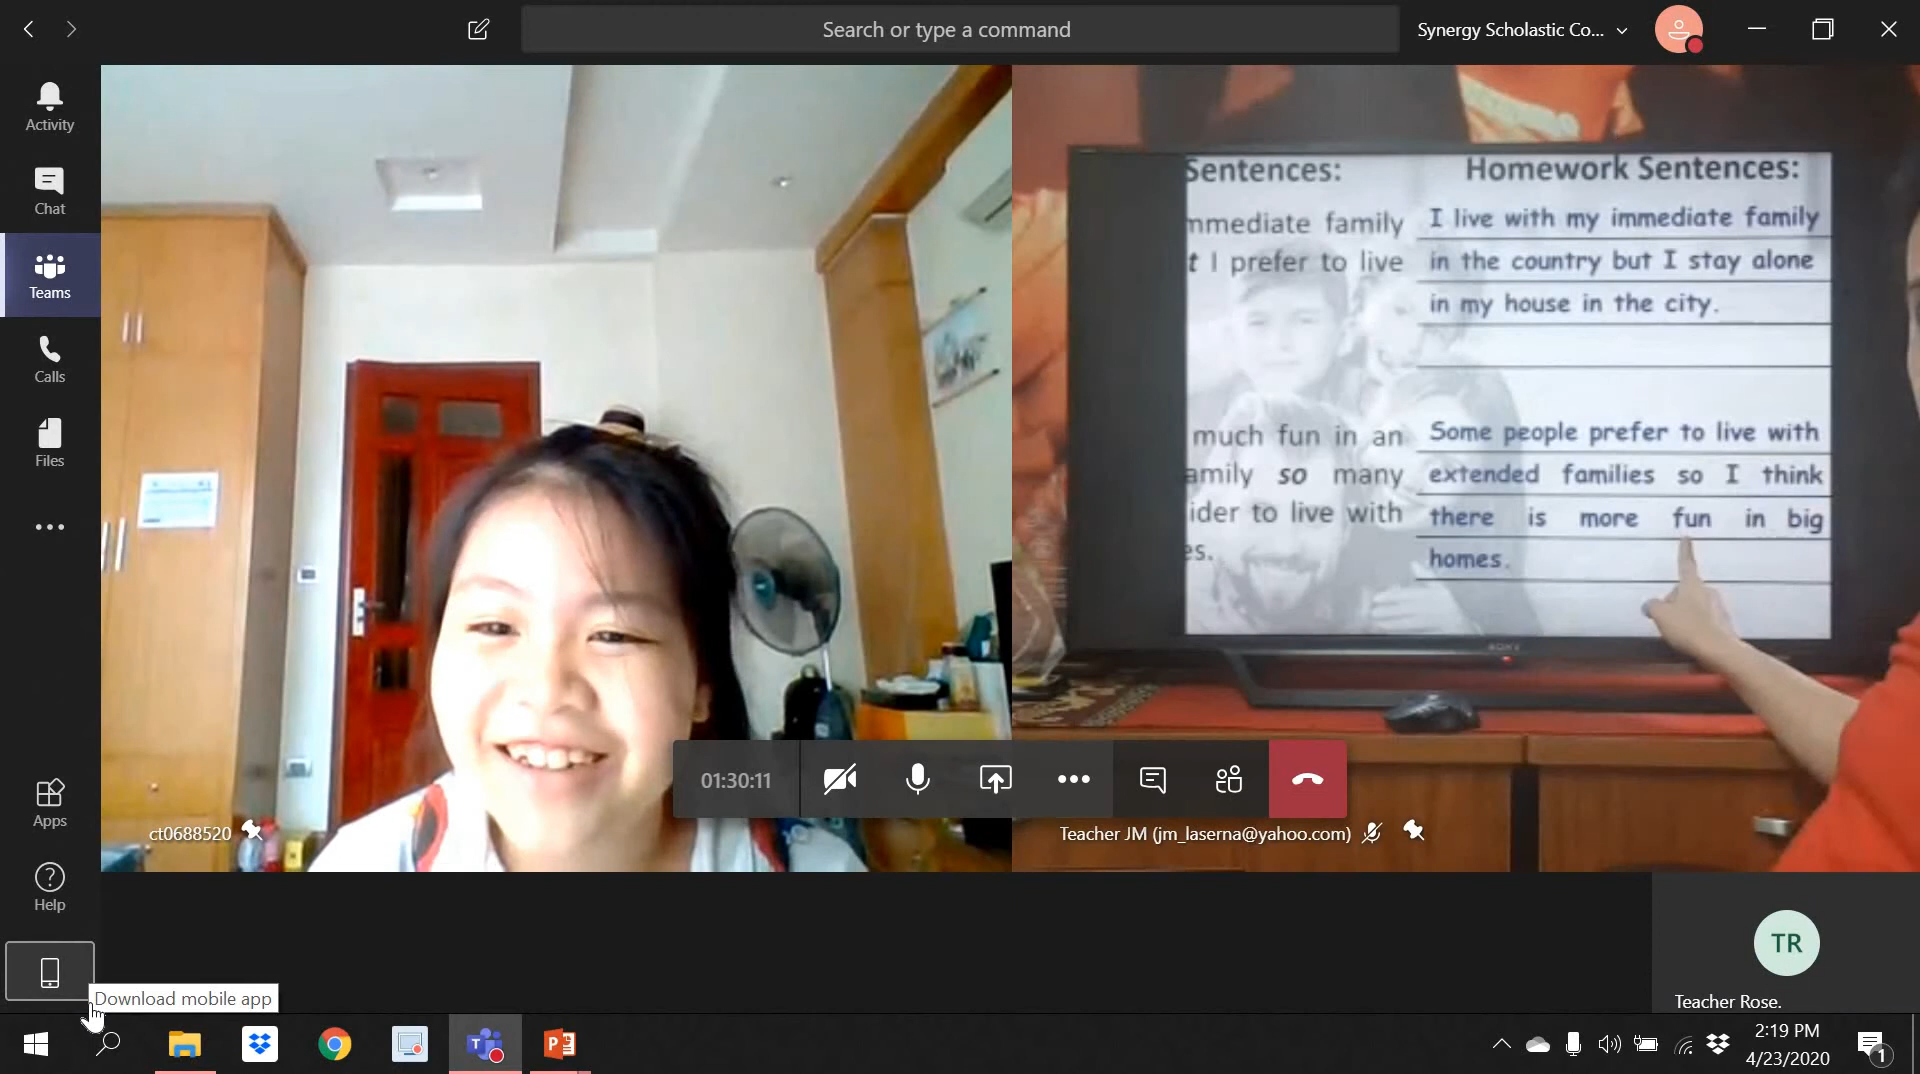 Search or type a command
Synergy Scholastic Co...
Activity
Chat
Teams
Calls
Files
Apps
Help
Download mobile app
Sentences:
mmediate family
t I prefer to live
much fun in an
amily so many
ider to live with
es.
Homework Sentences:
I live with my immediate family
in the country but I stay alone
in my house in the city.
Some people prefer to live with
extended families so I think
there is more fun in big
homes.
SONY
01:30:11
ct0688520
Teacher JM (jm_laserna@yahoo.com)
TR
Teacher Rose.
2:19 PM
4/23/2020
1